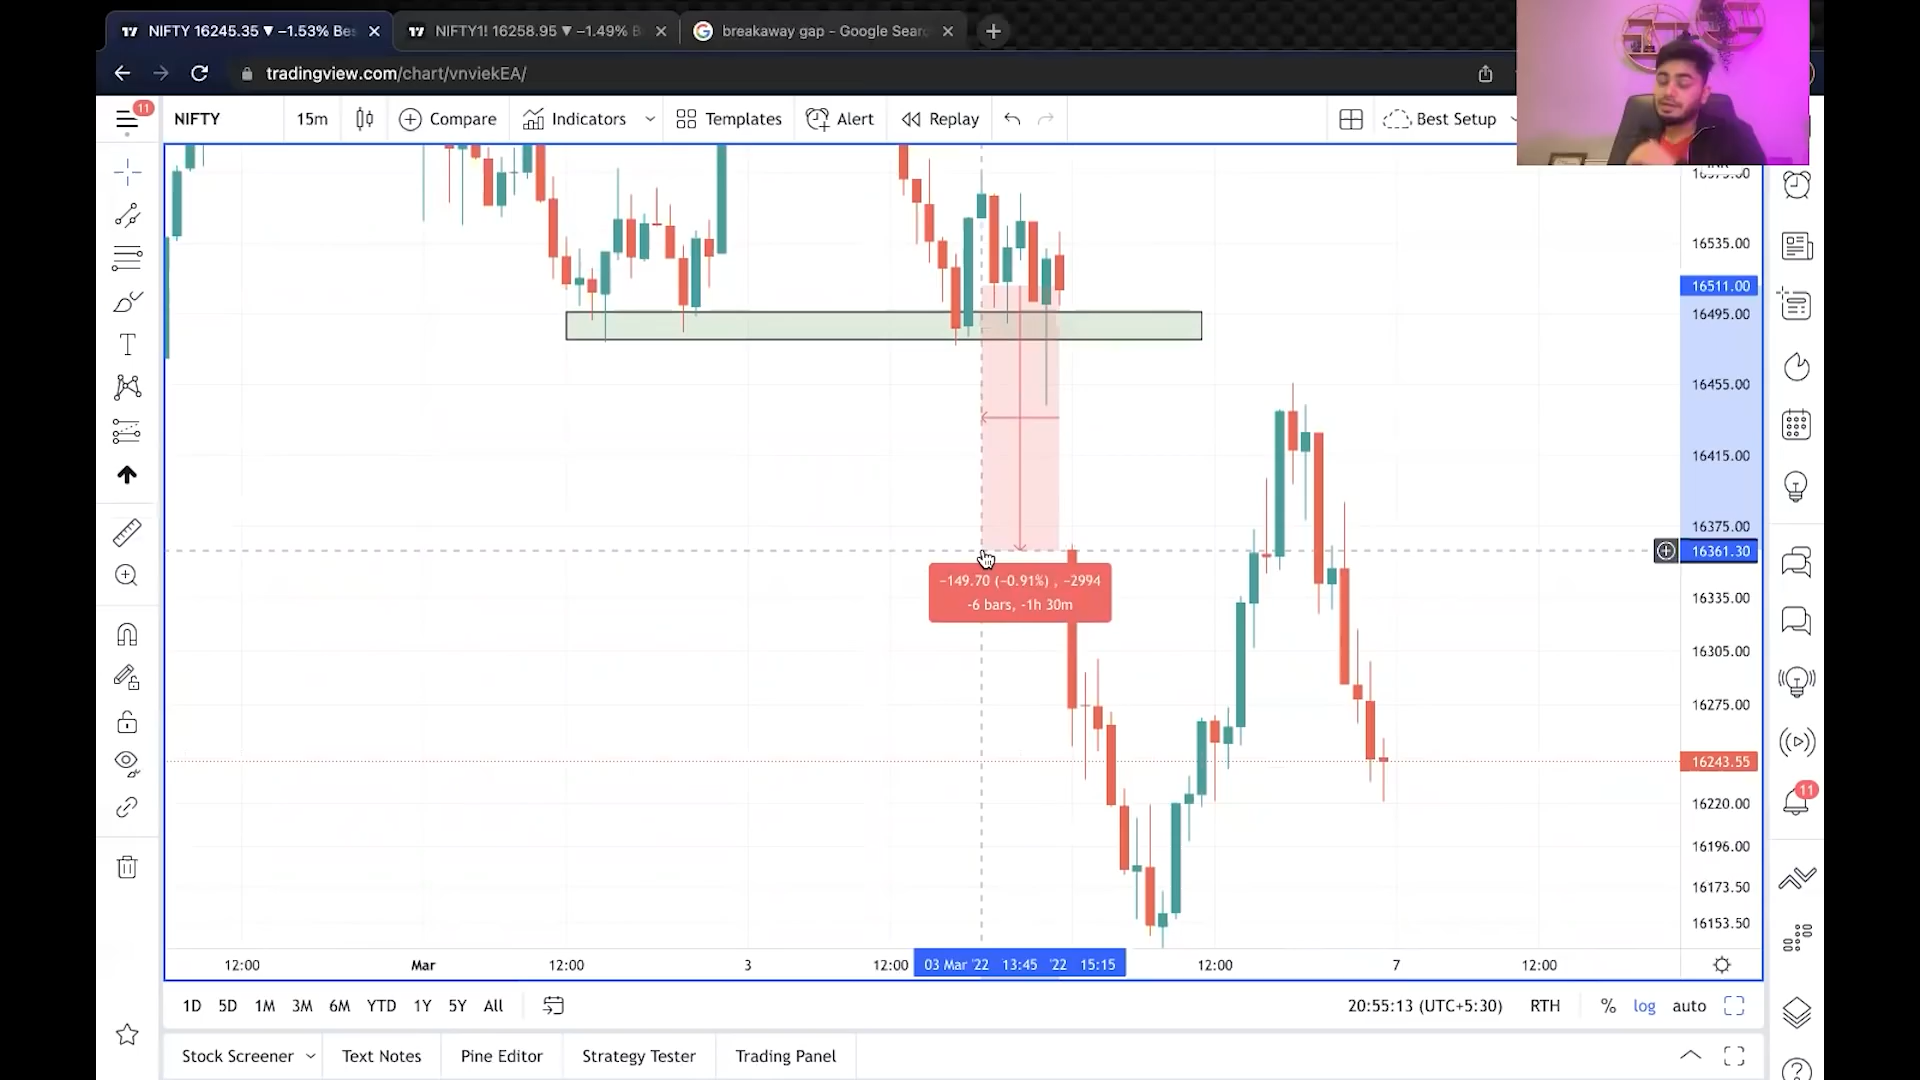 NIFTY 16245.35 ▼ −1.53% Bes
NIFTY1! 16258.95 ▼ −1.49% B
breakaway gap - Google Sear
tradingview.com/chart/vnviekEA/
11
NIFTY
15m
Compare
Indicators
Templates
Alert
Replay
Best Setup
16535.00
16511.00
16495.00
16455.00
16415.00
16375.00
16361.30
16335.00
16305.00
16275.00
16243.55
16220.00
16196.00
16173.50
16153.50
−149.70 (−0.91%) , −2994
-6 bars, -1h 30m
11
12:00
Mar
12:00
3
12:00
03 Mar '22 13:45
'22 15:15
12:00
7
12:00
1D 5D 1M 3M 6M YTD 1Y 5Y All
20:55:13 (UTC+5:30)
RTH
%
log
auto
Stock Screener
Text Notes
Pine Editor
Strategy Tester
Trading Panel